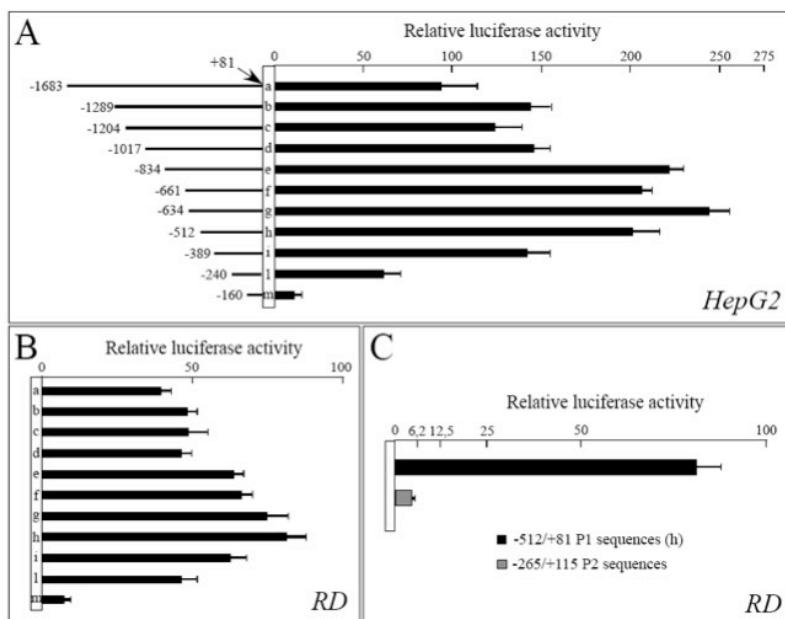 A
Relative luciferase activity
0 50 100 150 200 250 275
+81
-1683 a
-1289 b
-1204 c
-1017 d
-834 e
-661 f
-634 g
-512 h
-389 i
-240 l
-160 m
HepG2
B
Relative luciferase activity
0 50 100
a
b
c
d
e
f
g
h
i
l
m
RD
C
Relative luciferase activity
0 6,2 12,5 25 50 100
-512/+81 P1 sequences (h)
-265/+115 P2 sequences
RD